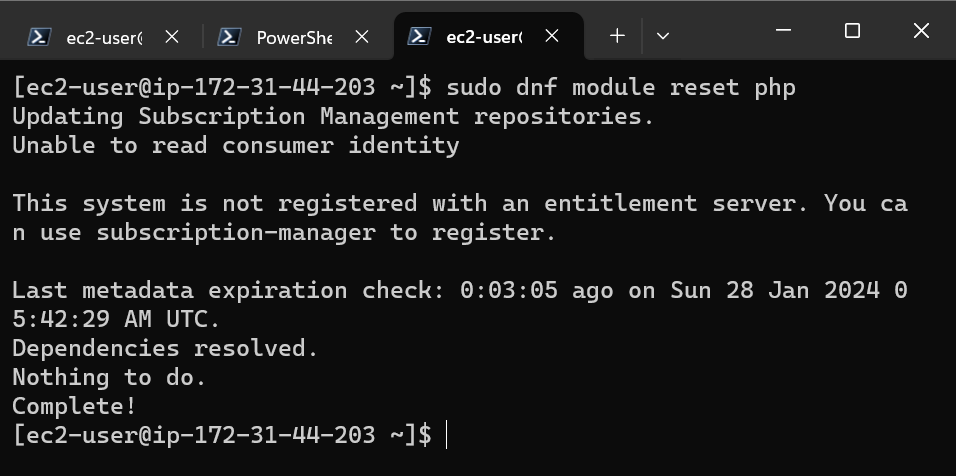 ec2-user@ PowerShe ec2-user(
[ec2-user@ip-172-31-44-203 ~]$ sudo dnf module reset php
Updating Subscription Management repositories.
Unable to read consumer identity
This system is not registered with an entitlement server. You ca
n use subscription-manager to register.
Last metadata expiration check: 0:03:05 ago on Sun 28 Jan 2024 0
5:42:29 AM UTC.
Dependencies resolved.
Nothing to do.
Complete!
[ec2-user@ip-172-31-44-203 ~]$